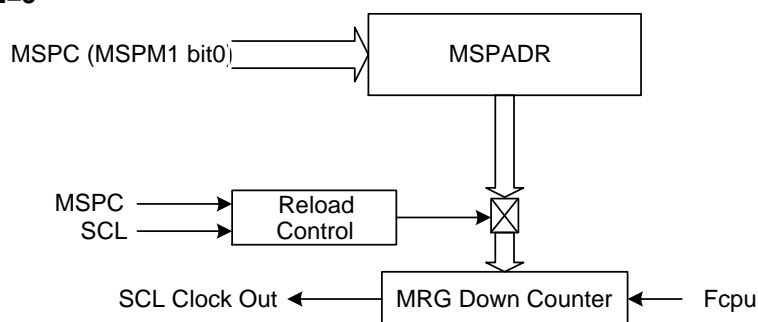 MSPC (MSPM1 bit0)
MSPADR
MSPC
SCL
Reload
Control
SCL Clock Out
MRG Down Counter
Fcpu